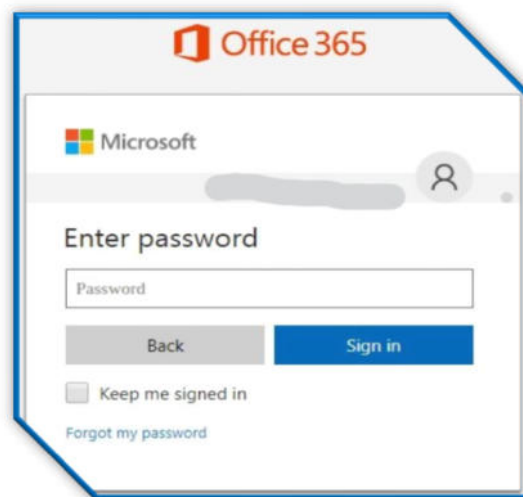 Office 365
Microsoft
Enter password
Password
Back Sign in
Keep me signed in
Forgot my password